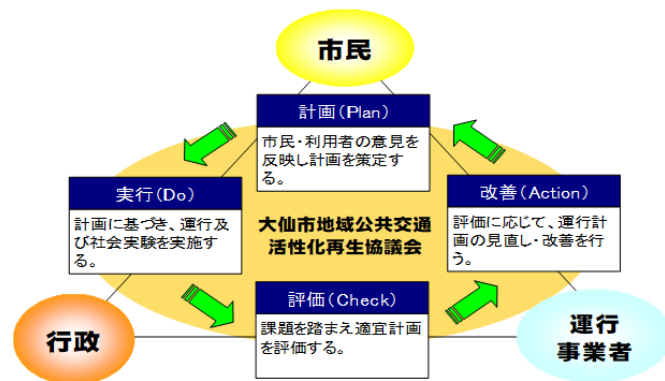 市民
計画(Plan)
市民・利用者の意見を
反映し計画を策定す
る。
実行(Do)
計画に基づき、運行及
び社会実験を実施す
る。
大仙市地域公共交通
活性化再生協議会
改善(Action)
評価に応じて、運行計
画の見直し・改善を行
う。
評価(Check)
課題を踏まえ適宜計画
を評価する。
行政
運行
事業者